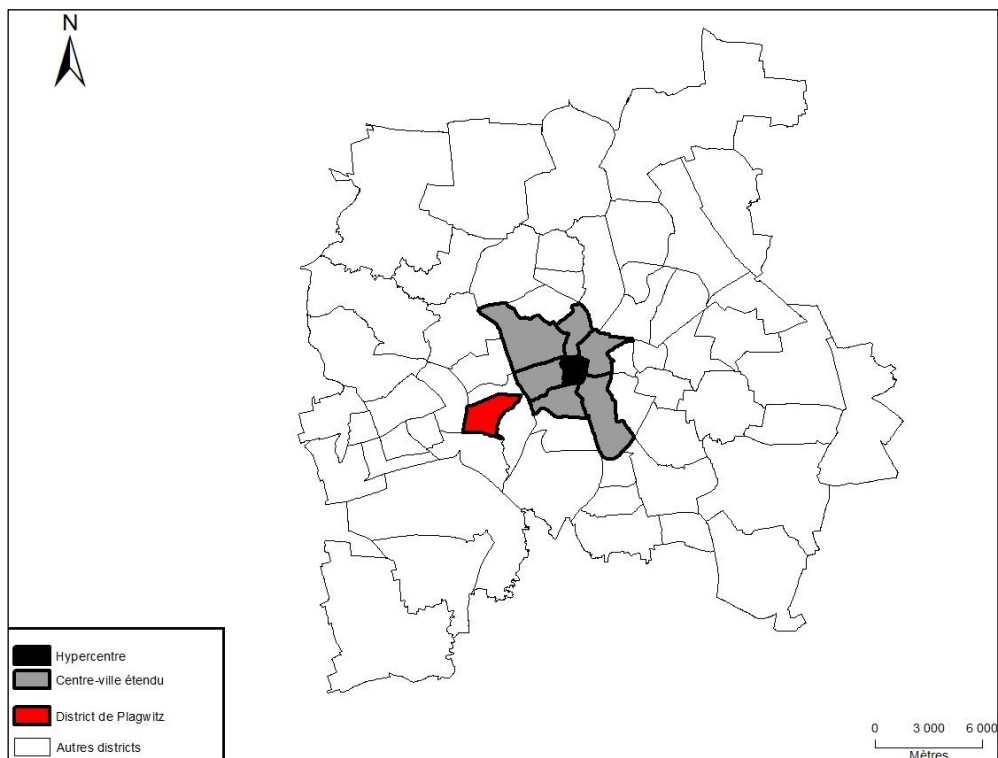 N
Hypercentre
Centre-ville étendu
District de Plagwitz
Autres districts
0 3 000 6 000
Mètres